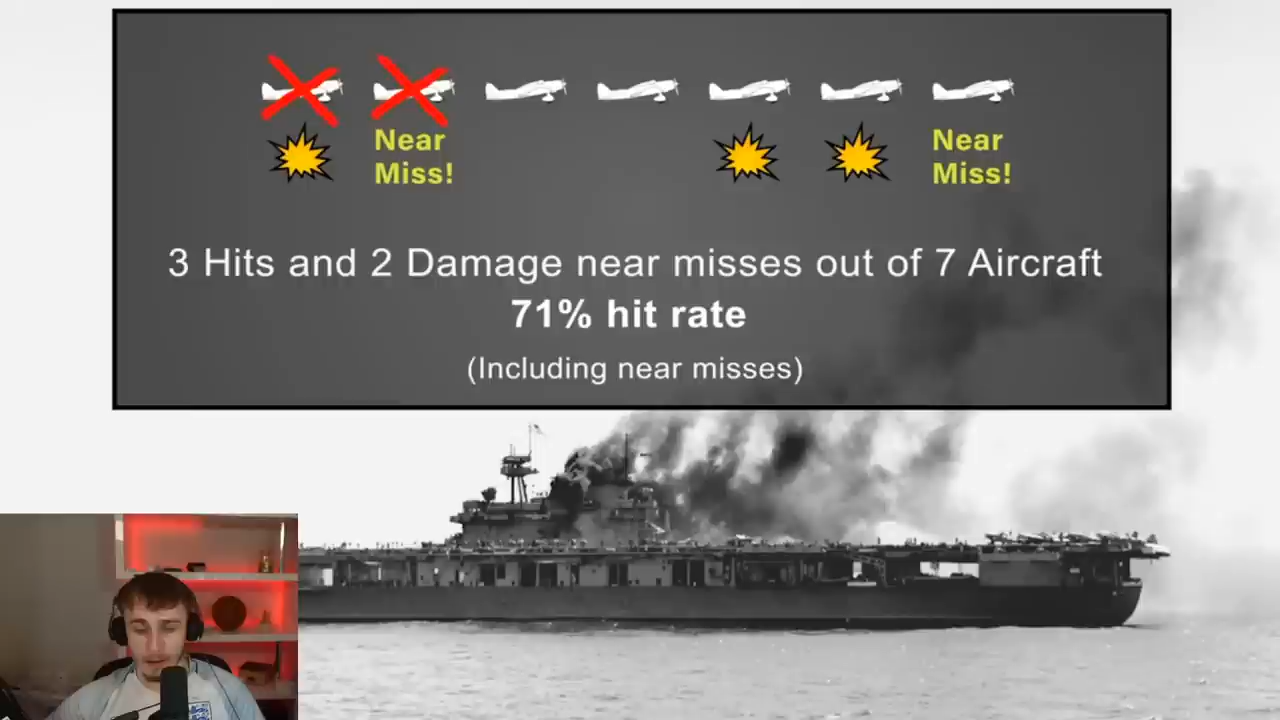 Near
Miss!
Near
Miss!
3 Hits and 2 Damage near misses out of 7 Aircraft
71% hit rate
(Including near misses)